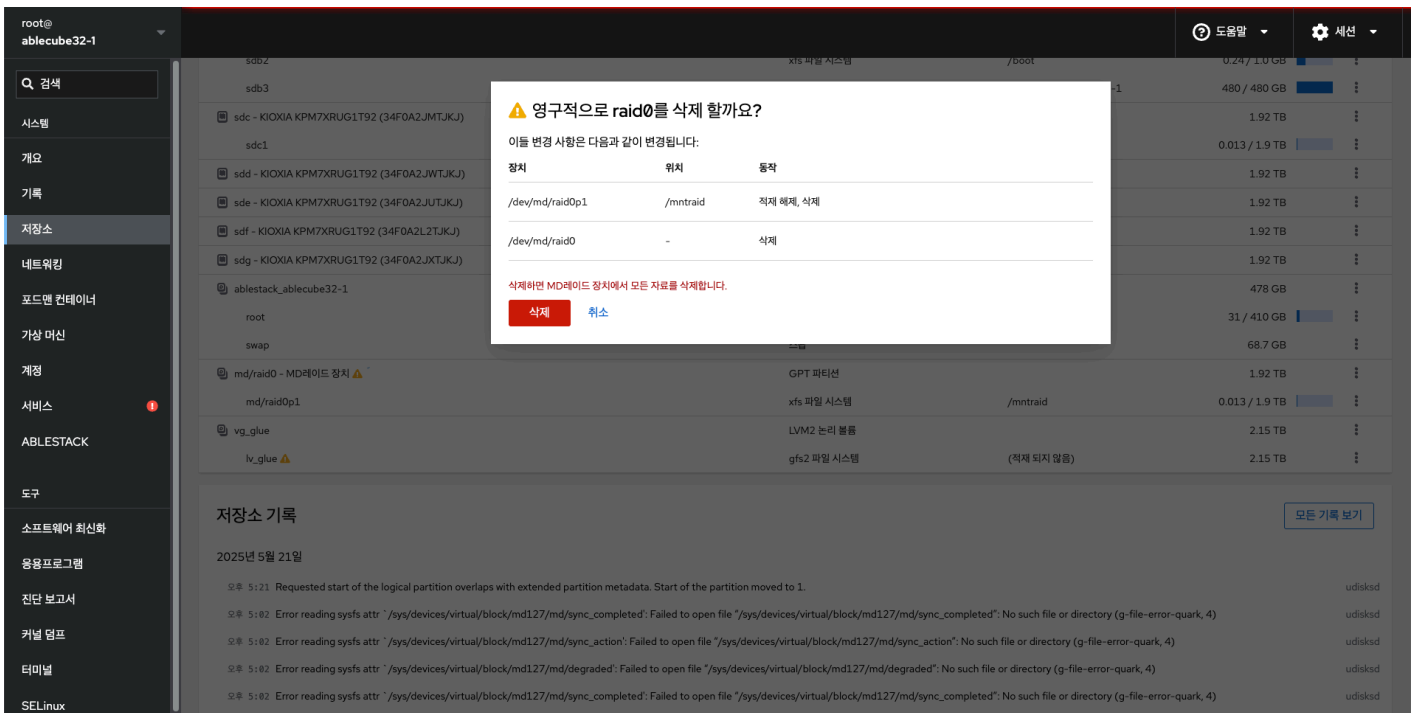 root@
ablecube32-1
도움말
세션
검색
시스템
개요
기록
저장소
네트워킹
포드맨 컨테이너
가상 머신
계정
서비스
ABLESTACK
도구
소프트웨어 최신화
응용프로그램
진단 보고서
커널 덤프
터미널
SELinux
sdb2 xfs 파일 시스템 /boot 0.24 / 1.0 GB
sdb3 -1 480 / 480 GB
sdc - KIOXIA KPM7XRUG1T92 (34F0A2JMTJKJ) 1.92 TB
sdc1 0.013 / 1.9 TB
sdd - KIOXIA KPM7XRUG1T92 (34F0A2JWTJKJ) 1.92 TB
sde - KIOXIA KPM7XRUG1T92 (34F0A2JUTJKJ) 1.92 TB
sdf - KIOXIA KPM7XRUG1T92 (34F0A2L2TJKJ) 1.92 TB
sdg - KIOXIA KPM7XRUG1T92 (34F0A2JXTJKJ) 1.92 TB
ablestack_ablecube32-1 478 GB
root 31 / 410 GB
swap 68.7 GB
md/raid0 - MD레이드 장치 GPT 파티션 1.92 TB
md/raid0p1 xfs 파일 시스템 /mntraid 0.013 / 1.9 TB
vg_glue LVM2 논리 볼륨 2.15 TB
lv_glue gfs2 파일 시스템 (적재 되지 않음) 2.15 TB
영구적으로 raid0를 삭제 할까요?
이들 변경 사항은 다음과 같이 변경됩니다:
장치 위치 동작
/dev/md/raid0p1 /mntraid 적재 해제, 삭제
/dev/md/raid0 - 삭제
삭제하면 MD레이드 장치에서 모든 자료를 삭제합니다.
삭제 취소
저장소 기록
모든 기록 보기
2025년 5월 21일
오후 5:21 Requested start of the logical partition overlaps with extended partition metadata. Start of the partition moved to 1. udisksd
오후 5:02 Error reading sysfs attr `/sys/devices/virtual/block/md127/md/sync_completed': Failed to open file "/sys/devices/virtual/block/md127/md/sync_completed": No such file or directory (g-file-error-quark, 4) udisksd
오후 5:02 Error reading sysfs attr `/sys/devices/virtual/block/md127/md/sync_action': Failed to open file "/sys/devices/virtual/block/md127/md/sync_action": No such file or directory (g-file-error-quark, 4) udisksd
오후 5:02 Error reading sysfs attr `/sys/devices/virtual/block/md127/md/degraded': Failed to open file "/sys/devices/virtual/block/md127/md/degraded": No such file or directory (g-file-error-quark, 4) udisksd
오후 5:02 Error reading sysfs attr `/sys/devices/virtual/block/md127/md/sync_completed': Failed to open file "/sys/devices/virtual/block/md127/md/sync_completed": No such file or directory (g-file-error-quark, 4) udisksd